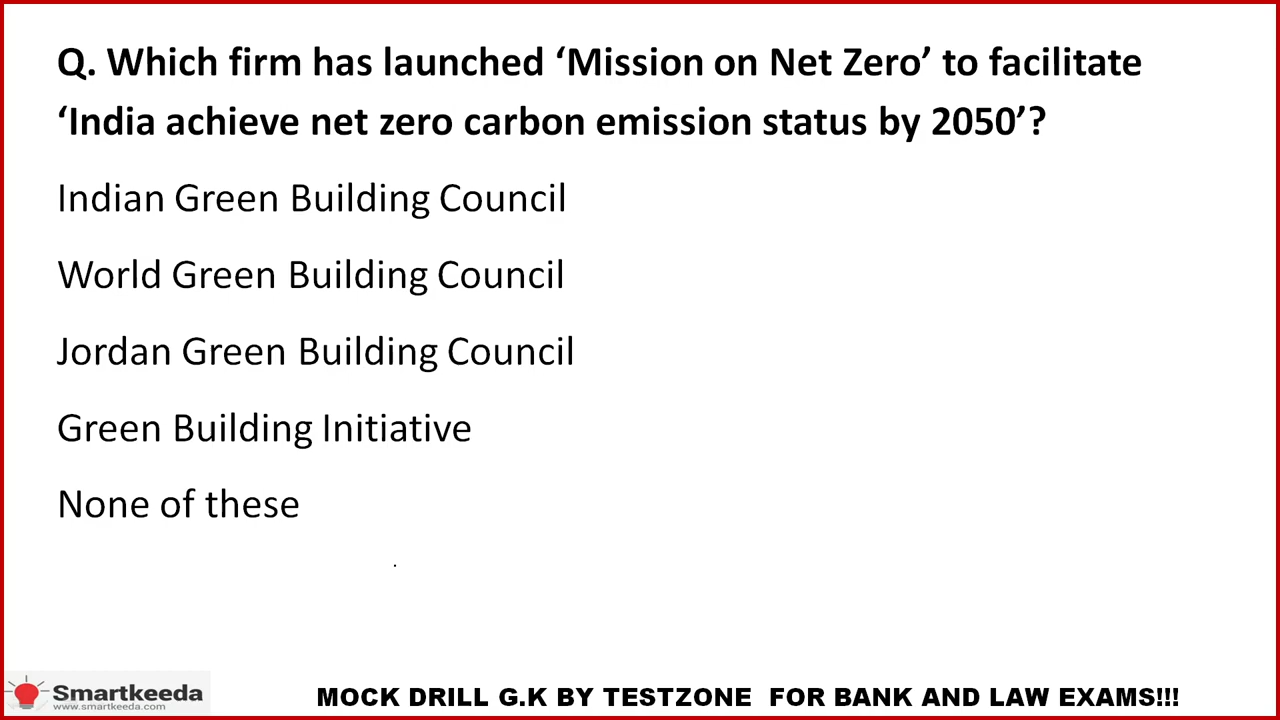 Q. Which firm has launched ‘Mission on Net Zero’ to facilitate
‘India achieve net zero carbon emission status by 2050’?
Indian Green Building Council
World Green Building Council
Jordan Green Building Council
Green Building Initiative
None of these
Smartkeeda
www.smartkeeda.com
MOCK DRILL G.K BY TESTZONE FOR BANK AND LAW EXAMS!!!